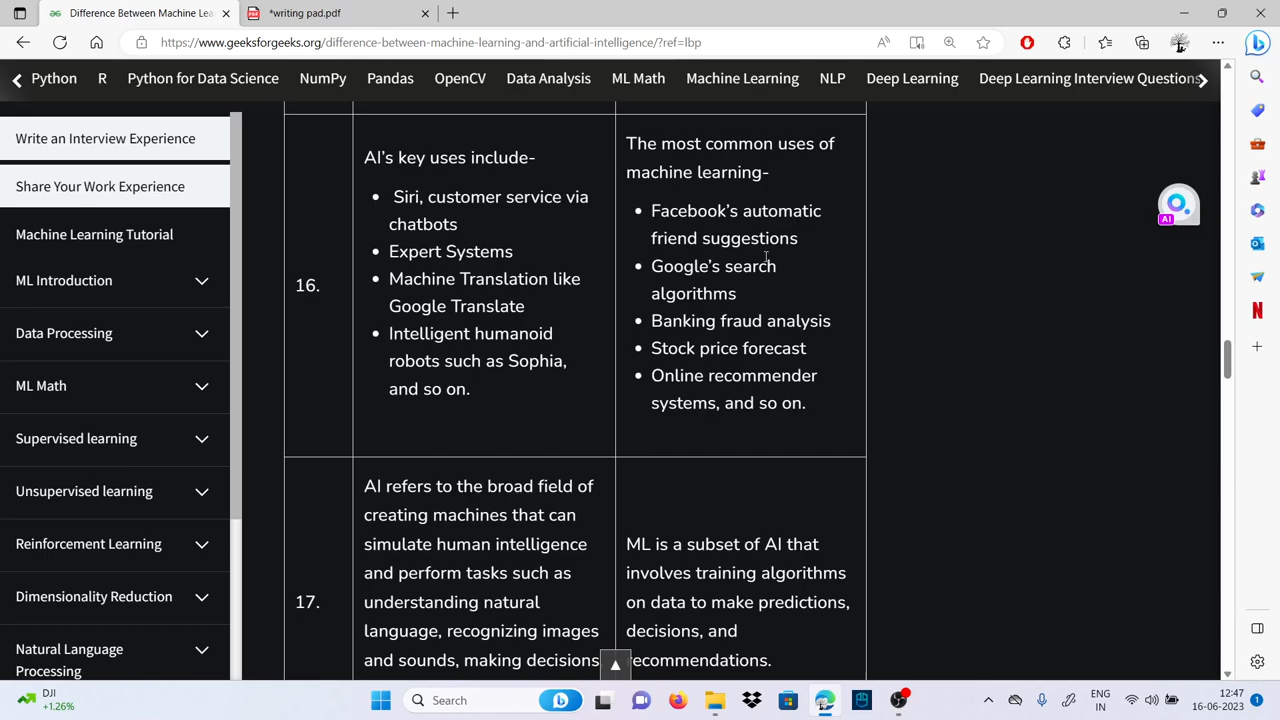 Difference Between Machine Lea
*writing pad.pdf
https://www.geeksforgeeks.org/difference-between-machine-learning-and-artificial-intelligence/?ref=lbp
Python
R
Python for Data Science
NumPy
Pandas
OpenCV
Data Analysis
ML Math
Machine Learning
NLP
Deep Learning
Deep Learning Interview Questions
Write an Interview Experience
Share Your Work Experience
Machine Learning Tutorial
ML Introduction
Data Processing
ML Math
Supervised learning
Unsupervised learning
Reinforcement Learning
Dimensionality Reduction
Natural Language
Processing
16.
AI’s key uses include-
• Siri, customer service via
chatbots
• Expert Systems
• Machine Translation like
Google Translate
• Intelligent humanoid
robots such as Sophia,
and so on.
The most common uses of
machine learning-
• Facebook’s automatic
friend suggestions
• Google’s search
algorithms
• Banking fraud analysis
• Stock price forecast
• Online recommender
systems, and so on.
17.
AI refers to the broad field of
creating machines that can
simulate human intelligence
and perform tasks such as
understanding natural
language, recognizing images
and sounds, making decisions
ML is a subset of AI that
involves training algorithms
on data to make predictions,
decisions, and
recommendations.
AI
DJI
+1.26%
Search
ENG
IN
12:47
16-06-2023